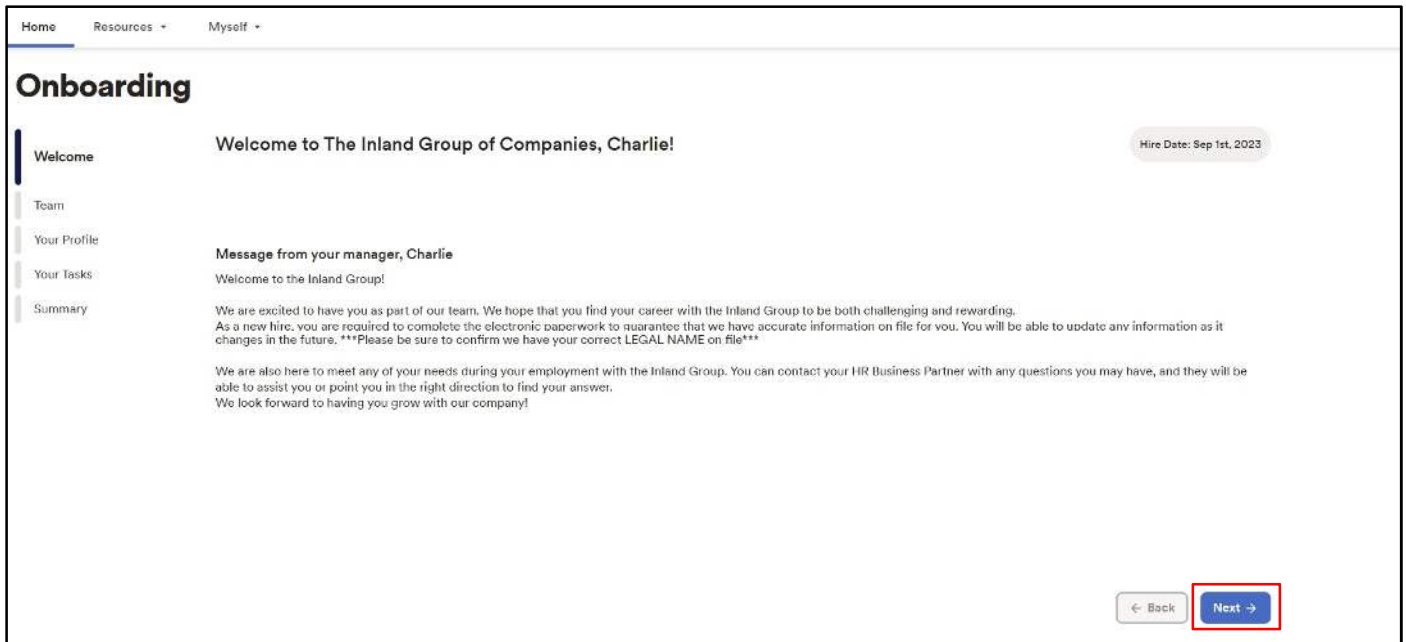 Home Resources Myself
Onboarding
Welcome
Team
Your Profile
Your Tasks
Summary
Welcome to The Inland Group of Companies, Charlie!
Hire Date: Sep 1st, 2023
Message from your manager, Charlie
Welcome to the Inland Group!
We are excited to have you as part of our team. We hope that you find your career with the Inland Group to be both challenging and rewarding.
As a new hire, you are required to complete the electronic paperwork to guarantee that we have accurate information on file for you. You will be able to update any information as it
changes in the future. ***Please be sure to confirm we have your correct LEGAL NAME on file***
We are also here to meet any of your needs during your employment with the Inland Group. You can contact your HR Business Partner with any questions you may have, and they will be
able to assist you or point you in the right direction to find your answer.
We look forward to having you grow with our company!
← Back Next →